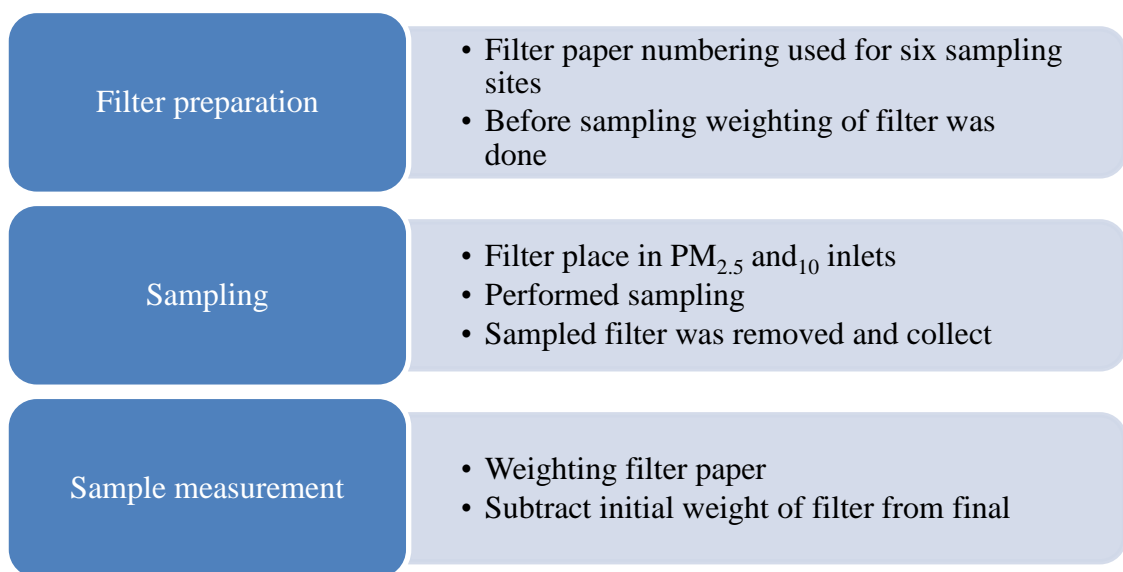 Filter preparation
• Filter paper numbering used for six sampling
sites
• Before sampling weighting of filter was
done
Sampling
• Filter place in PM₂.₅ and₁₀ inlets
• Performed sampling
• Sampled filter was removed and collect
Sample measurement
• Weighting filter paper
• Subtract initial weight of filter from final